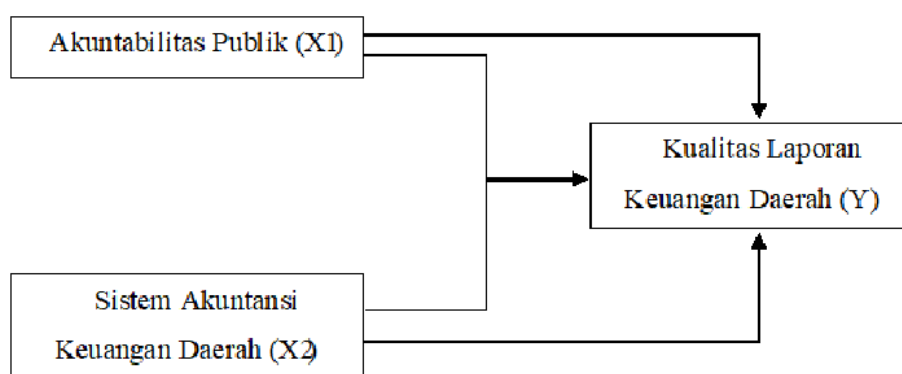 Akuntabilitas Publik (X1)
Kualitas Laporan
Keuangan Daerah (Y)
Sistem Akuntansi
Keuangan Daerah (X2)